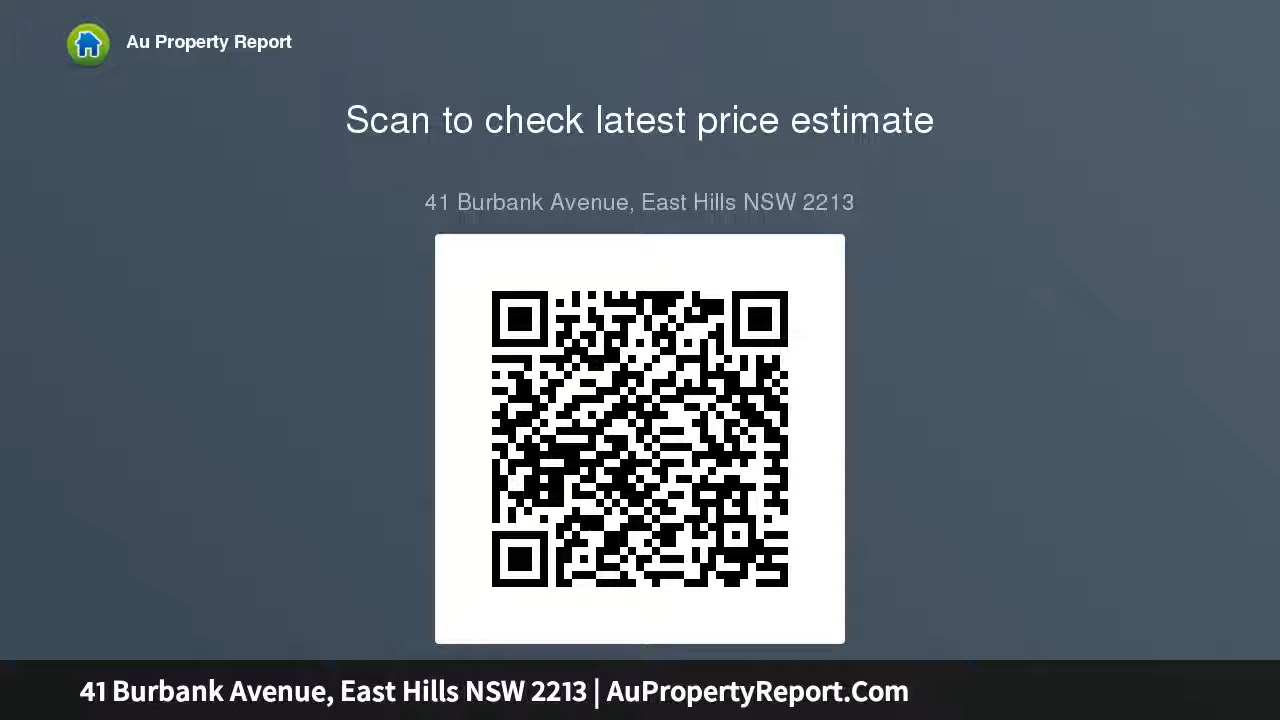 Au Property Report
Scan to check latest price estimate
41 Burbank Avenue, East Hills NSW 2213
41 Burbank Avenue, East Hills NSW 2213 | AuPropertyReport.Com